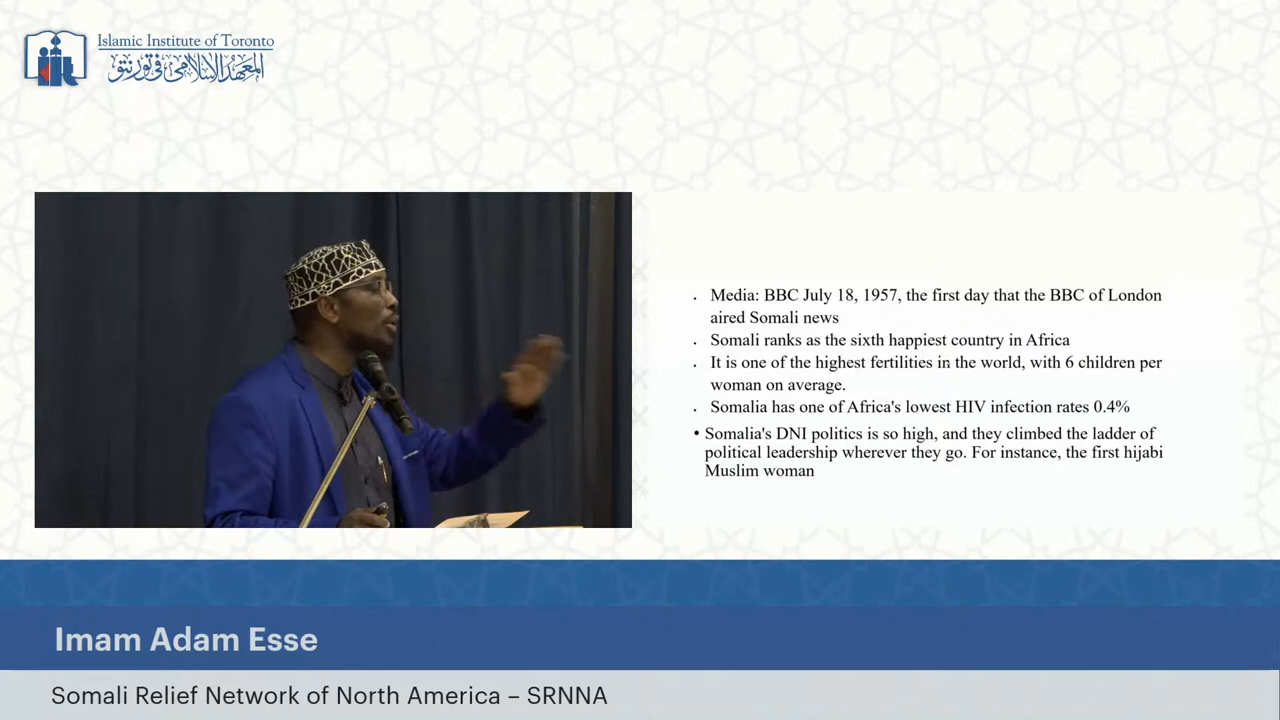 Islamic Institute of Toronto
المعهد الإسلامي في تورنتو
Media: BBC July 18, 1957, the first day that the BBC of London
aired Somali news
Somali ranks as the sixth happiest country in Africa
It is one of the highest fertilities in the world, with 6 children per
woman on average.
Somalia has one of Africa's lowest HIV infection rates 0.4%
• Somalia's DNI politics is so high, and they climbed the ladder of
political leadership wherever they go. For instance, the first hijabi
Muslim woman
Imam Adam Esse
Somali Relief Network of North America – SRNNA